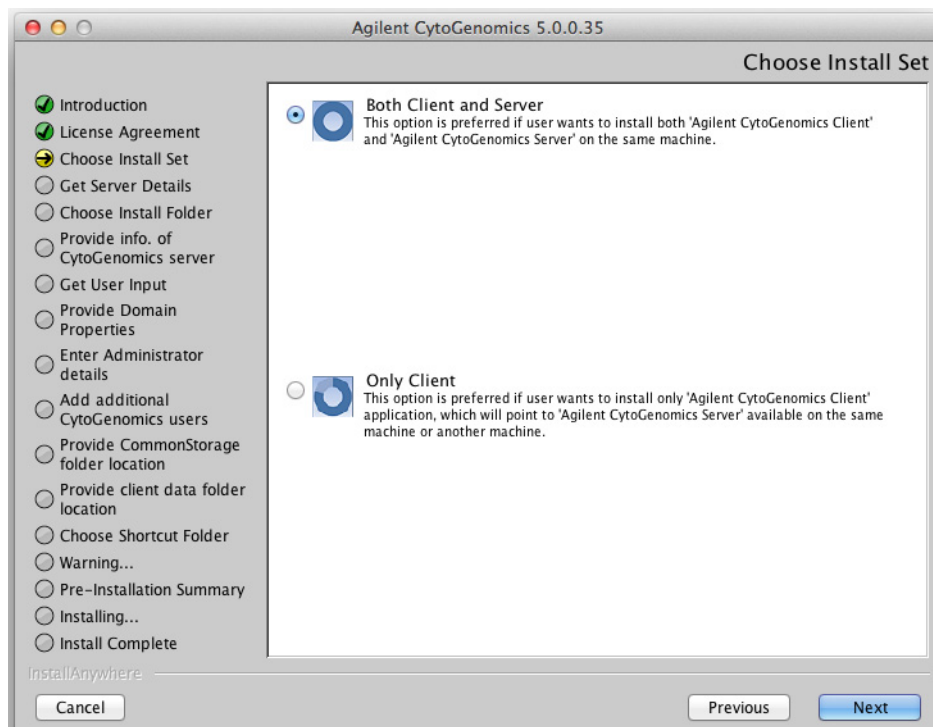 Agilent CytoGenomics 5.0.0.35
Choose Install Set
Introduction
License Agreement
Choose Install Set
Get Server Details
Choose Install Folder
Provide info. of
CytoGenomics server
Get User Input
Provide Domain
Properties
Enter Administrator
details
Add additional
CytoGenomics users
Provide CommonStorage
folder location
Provide client data folder
location
Choose Shortcut Folder
Warning...
Pre-Installation Summary
Installing...
Install Complete
Both Client and Server
This option is preferred if user wants to install both 'Agilent CytoGenomics Client'
and 'Agilent CytoGenomics Server' on the same machine.
Only Client
This option is preferred if user wants to install only 'Agilent CytoGenomics Client'
application, which will point to 'Agilent CytoGenomics Server' available on the same
machine or another machine.
InstallAnywhere
Cancel
Previous
Next